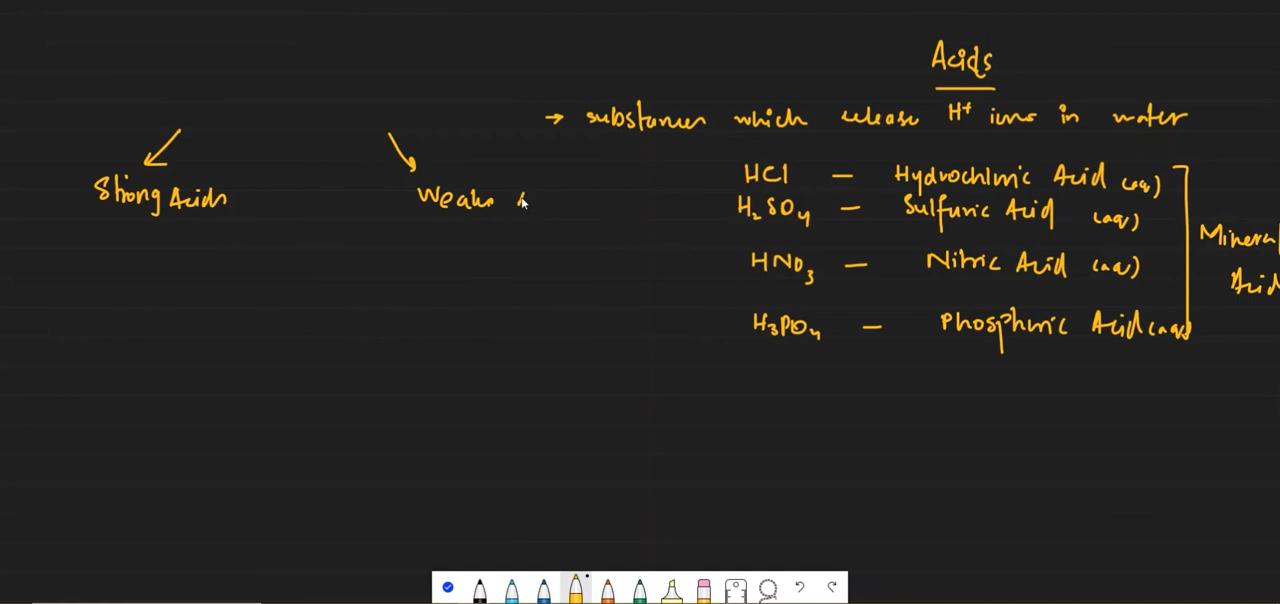 Acids
→ substances which release H⁺ ions in water
HCl — Hydrochloric Acid (aq)
H₂SO₄ — Sulfuric Acid (aq)
HNO₃ — Nitric Acid (aq)
H₃PO₄ — Phosphoric Acid (aq)
Mineral
Acid
Strong Acids
Weak